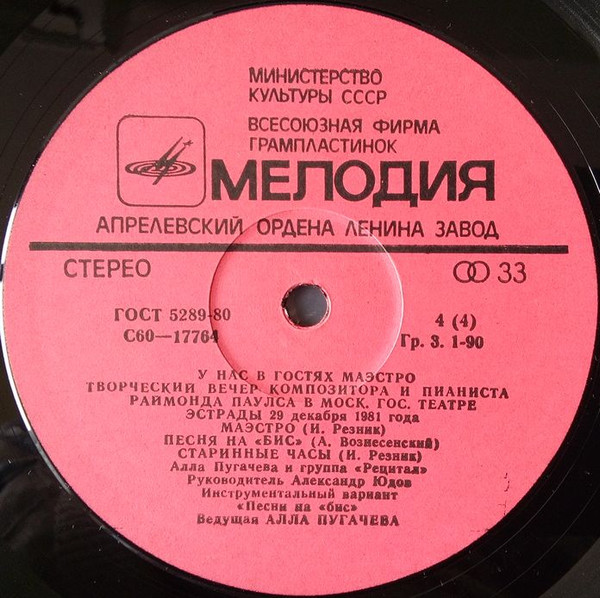 МИНИСТЕРСТВО
КУЛЬТУРЫ СССР
ВСЕСОЮЗНАЯ ФИРМА
ГРАМПЛАСТИНОК
МЕЛОДИЯ
АПРЕЛЕВСКИЙ ОРДЕНА ЛЕНИНА ЗАВОД
СТЕРЕО 33
ГОСТ 5289-80
С60—17764
4 (4)
Гр. 3. 1-90
У НАС В ГОСТЯХ МАЭСТРО
ТВОРЧЕСКИЙ ВЕЧЕР КОМПОЗИТОРА И ПИАНИСТА
РАЙМОНДА ПАУЛСА В МОСК. ГОС. ТЕАТРЕ
ЭСТРАДЫ 29 декабря 1981 года
МАЭСТРО (И. Резник)
ПЕСНЯ НА «БИС» (А. Вознесенский)
СТАРИННЫЕ ЧАСЫ (И. Резник)
Алла Пугачева и группа «Рецитал»
Руководитель Александр Юдов
Инструментальный вариант
«Песни на «бис»
Ведущая АЛЛА ПУГАЧЕВА